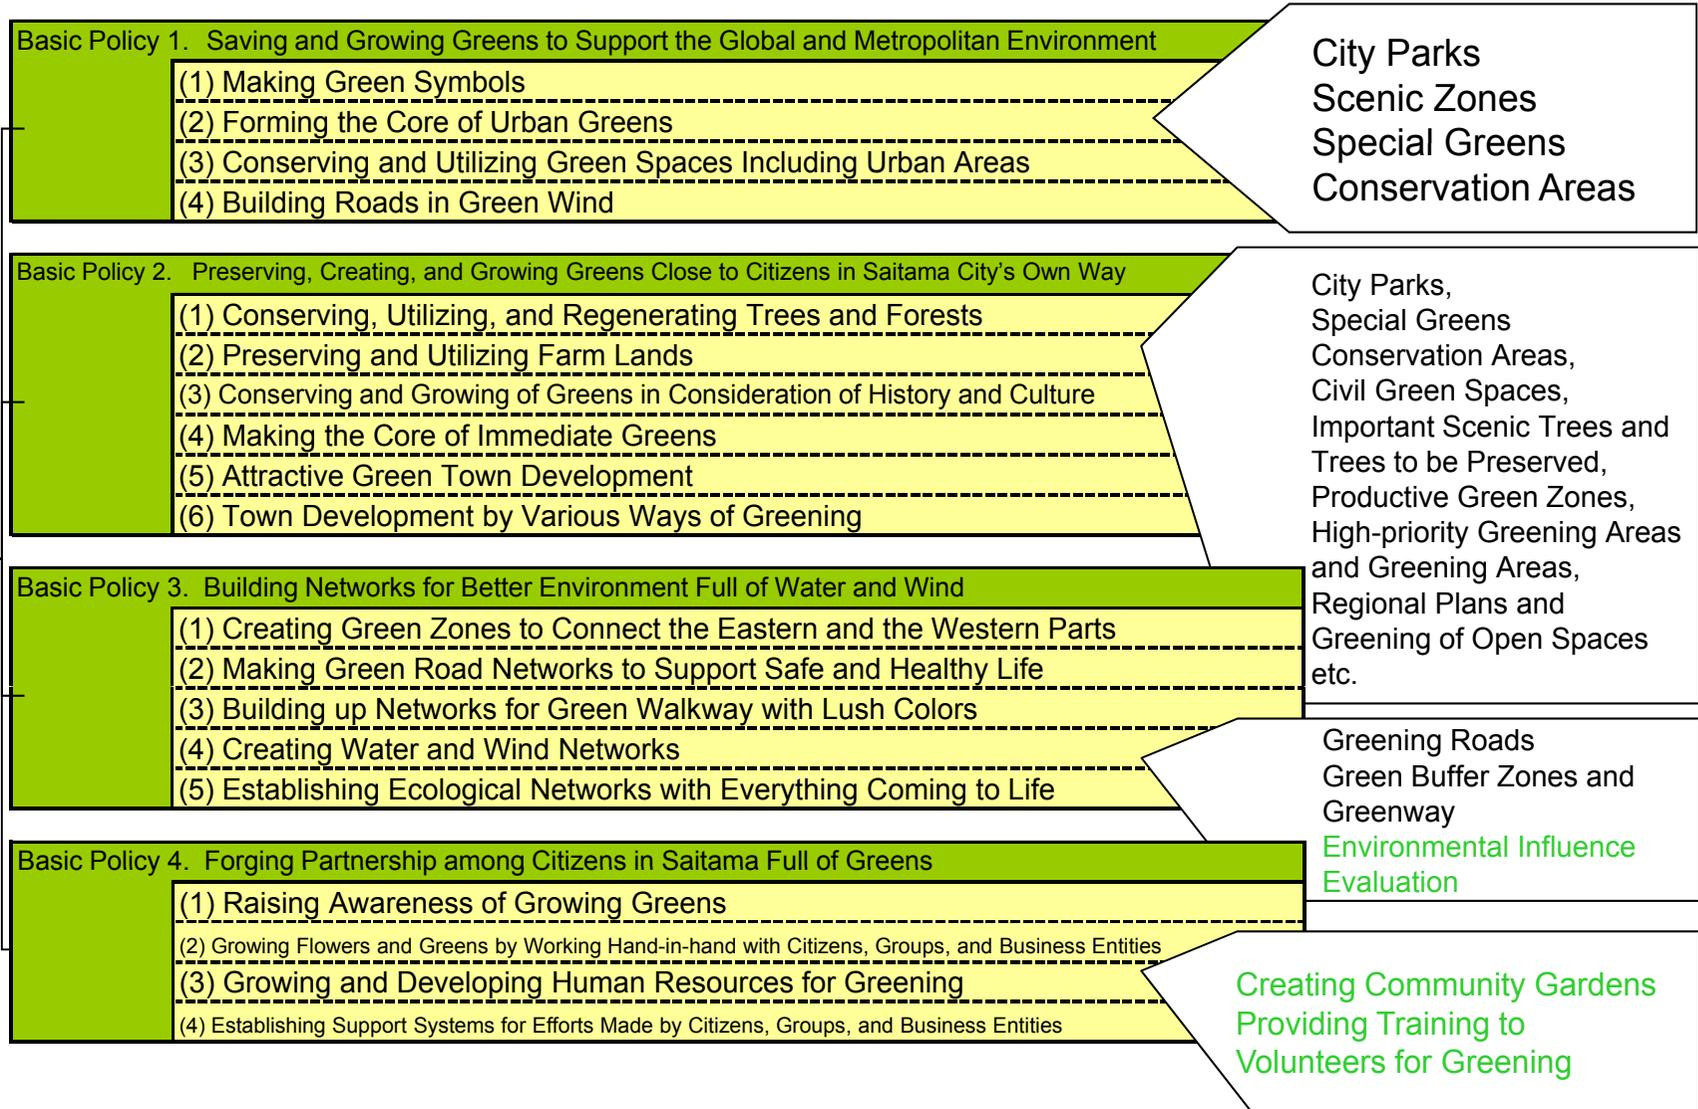 Basic Policy 1. Saving and Growing Greens to Support the Global and Metropolitan Environment
(1) Making Green Symbols
(2) Forming the Core of Urban Greens
(3) Conserving and Utilizing Green Spaces Including Urban Areas
(4) Building Roads in Green Wind
City Parks
Scenic Zones
Special Greens
Conservation Areas
Basic Policy 2. Preserving, Creating, and Growing Greens Close to Citizens in Saitama City's Own Way
(1) Conserving, Utilizing, and Regenerating Trees and Forests
(2) Preserving and Utilizing Farm Lands
(3) Conserving and Growing of Greens in Consideration of History and Culture
(4) Making the Core of Immediate Greens
(5) Attractive Green Town Development
(6) Town Development by Various Ways of Greening
City Parks,
Special Greens
Conservation Areas,
Civil Green Spaces,
Important Scenic Trees and
Trees to be Preserved,
Productive Green Zones,
High-priority Greening Areas
and Greening Areas,
Regional Plans and
Greening of Open Spaces
etc.
Basic Policy 3. Building Networks for Better Environment Full of Water and Wind
(1) Creating Green Zones to Connect the Eastern and the Western Parts
(2) Making Green Road Networks to Support Safe and Healthy Life
(3) Building up Networks for Green Walkway with Lush Colors
(4) Creating Water and Wind Networks
(5) Establishing Ecological Networks with Everything Coming to Life
Greening Roads
Green Buffer Zones and
Greenway
Environmental Influence
Evaluation
Basic Policy 4. Forging Partnership among Citizens in Saitama Full of Greens
(1) Raising Awareness of Growing Greens
(2) Growing Flowers and Greens by Working Hand-in-hand with Citizens, Groups, and Business Entities
(3) Growing and Developing Human Resources for Greening
(4) Establishing Support Systems for Efforts Made by Citizens, Groups, and Business Entities
Creating Community Gardens
Providing Training to
Volunteers for Greening